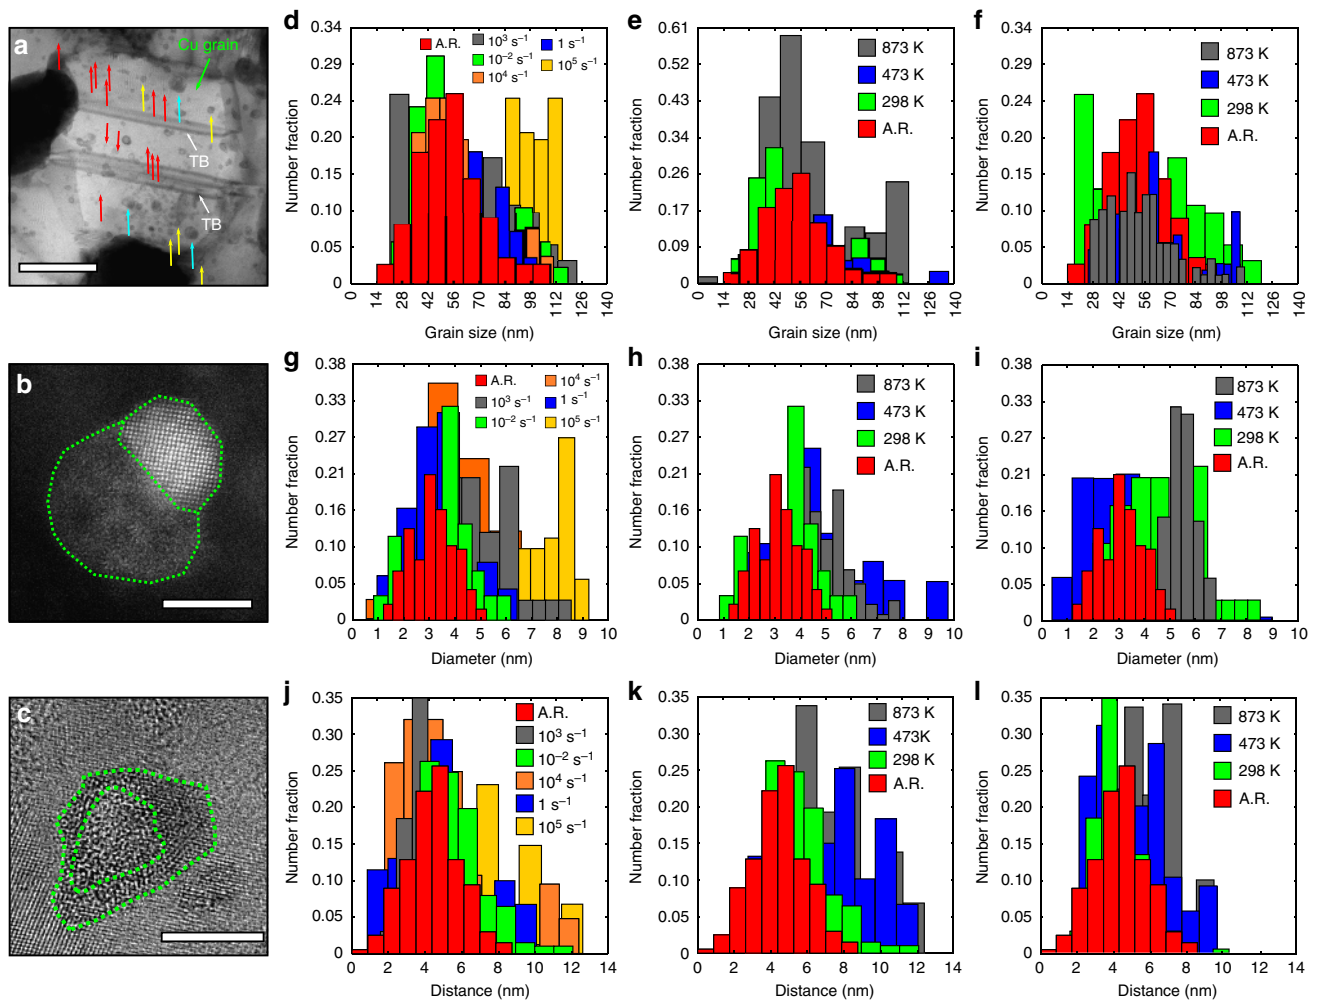 a
Cu grain
TB
TB
b
c
d
0.34
0.29
0.24
0.20
0.15
0.10
0.05
0
Number fraction
A.R.
10³ s⁻¹
1 s⁻¹
10⁻² s⁻¹
10⁵ s⁻¹
10⁴ s⁻¹
0 14 28 42 56 70 84 98 112 126 140
Grain size (nm)
e
0.61
0.52
0.43
0.34
0.26
0.17
0.09
0.0
Number fraction
873 K
473 K
298 K
A.R.
0 14 28 42 56 70 84 98 112 126 140
Grain size (nm)
f
0.34
0.29
0.24
0.20
0.15
0.10
0.05
0
Number fraction
873 K
473 K
298 K
A.R.
0 14 28 42 56 70 84 98 112 126 140
Grain size (nm)
g
0.38
0.33
0.27
0.21
0.16
0.10
0.05
0
Number fraction
A.R.
10⁴ s⁻¹
10³ s⁻¹
1 s⁻¹
10⁻² s⁻¹
10⁵ s⁻¹
0 1 2 3 4 5 6 7 8 9 10
Diameter (nm)
h
0.38
0.33
0.27
0.21
0.16
0.10
0.05
0
Number fraction
873 K
473 K
298 K
A.R.
0 1 2 3 4 5 6 7 8 9 10
Diameter (nm)
i
0.38
0.33
0.27
0.21
0.16
0.10
0.05
0
Number fraction
873 K
473 K
298 K
A.R.
0 1 2 3 4 5 6 7 8 9 10
Diameter (nm)
j
0.35
0.30
0.25
0.20
0.15
0.10
0.05
0
Number fraction
A.R.
10³ s⁻¹
10⁻² s⁻¹
10⁴ s⁻¹
1 s⁻¹
10⁵ s⁻¹
0 2 4 6 8 10 12 14
Distance (nm)
k
0.35
0.30
0.25
0.20
0.15
0.10
0.05
0
Number fraction
873 K
473K
298 K
A.R.
0 2 4 6 8 10 12 14
Distance (nm)
l
0.35
0.30
0.25
0.20
0.15
0.10
0.05
0
Number fraction
873 K
473 K
298 K
A.R.
0 2 4 6 8 10 12 14
Distance (nm)